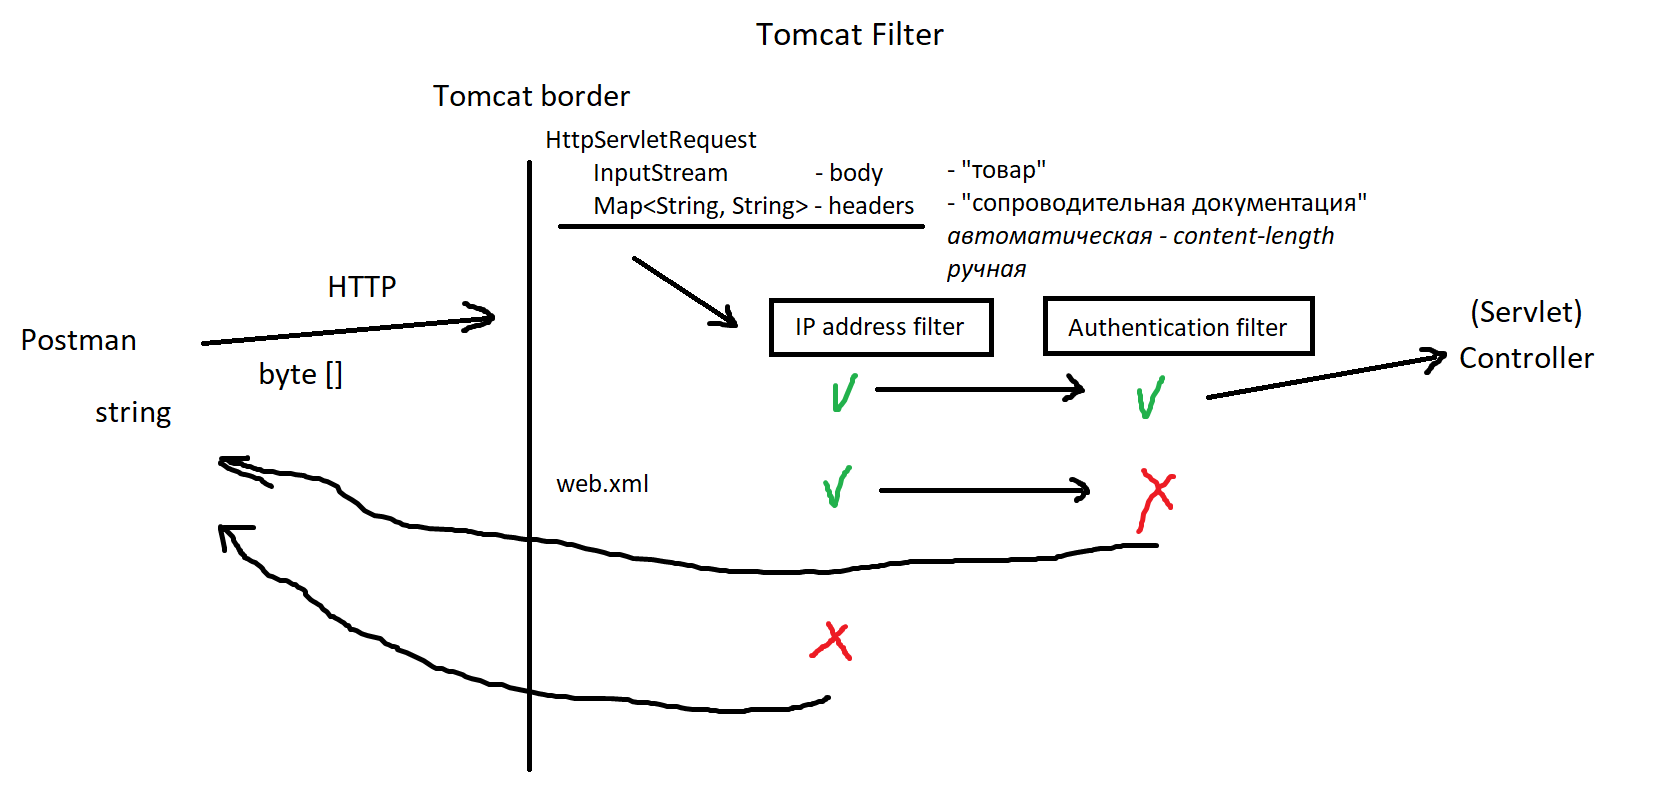 Tomcat Filter
Tomcat border
HttpServletRequest
InputStream - body - "товар"
Map<String, String> - headers - "сопроводительная документация"
автоматическая - content-length
ручная
HTTP
Postman
byte []
string
IP address filter
Authentication filter
(Servlet)
Controller
web.xml